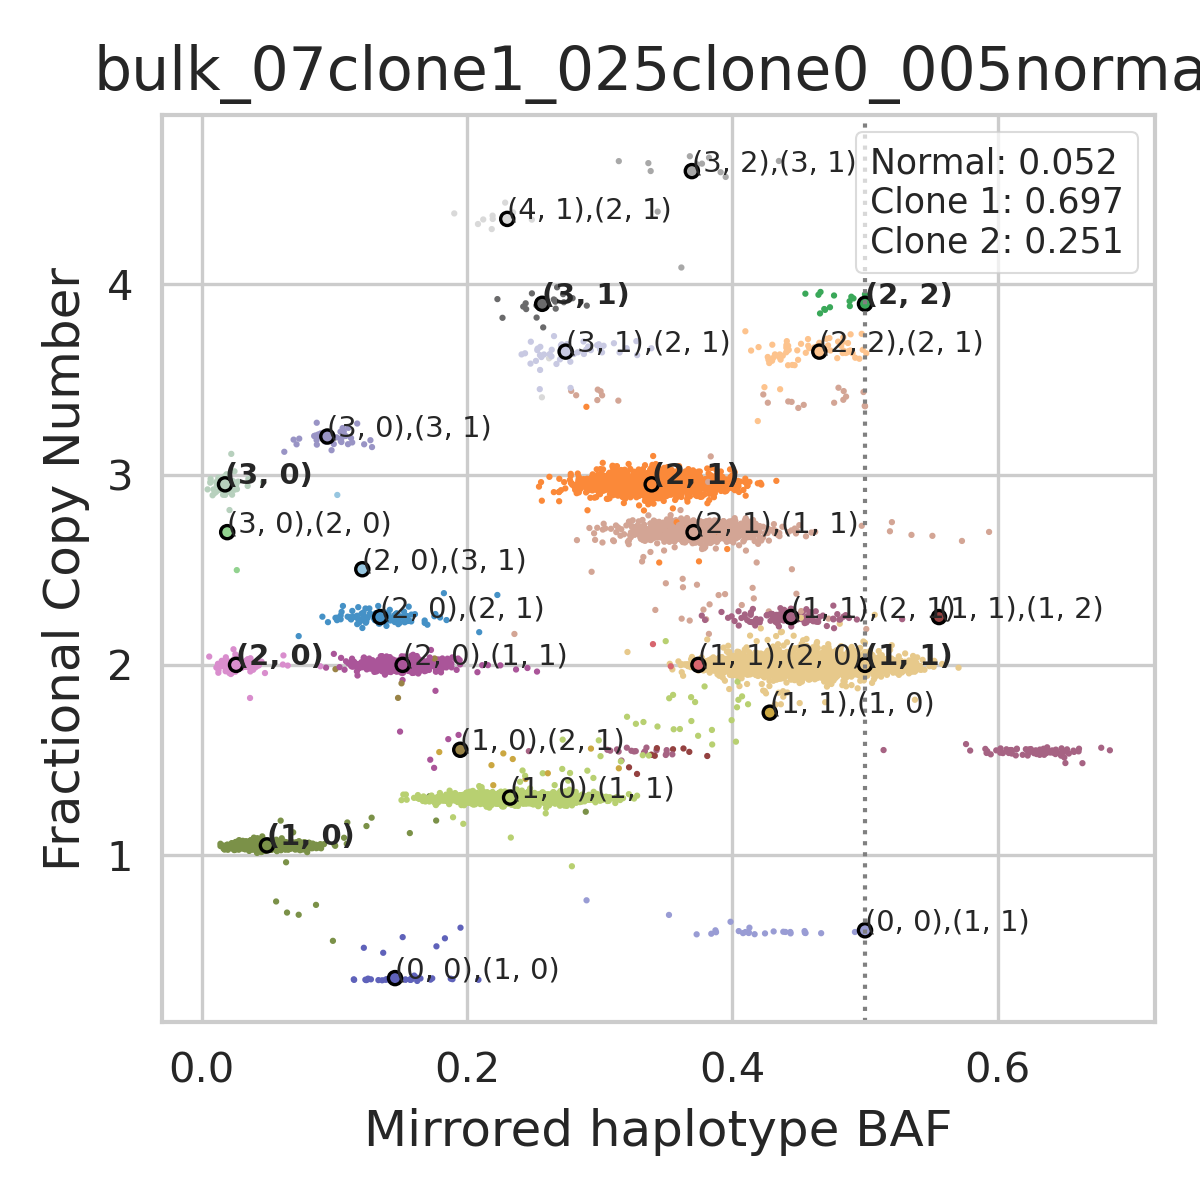 bulk_07clone1_025clone0_005norma
Normal: 0.052
Clone 1: 0.697
Clone 2: 0.251
(3, 2),(3, 1)
(4, 1),(2, 1)
(3, 1)
(2, 2)
(3, 1),(2, 1)
(2, 2),(2, 1)
(3, 0),(3, 1)
(3, 0)
(2, 1)
(3, 0),(2, 0)
(2, 1),(1, 1)
(2, 0),(3, 1)
(2, 0),(2, 1)
(1, 1),(2, 1)
(1, 1),(1, 2)
(2, 0)
(2, 0),(1, 1)
(1, 1),(2, 0)
(1, 1)
(1, 1),(1, 0)
(1, 0),(2, 1)
(1, 0),(1, 1)
(1, 0)
(0, 0),(1, 1)
(0, 0),(1, 0)
4
3
2
1
Fractional Copy Number
0.0
0.2
0.4
0.6
Mirrored haplotype BAF